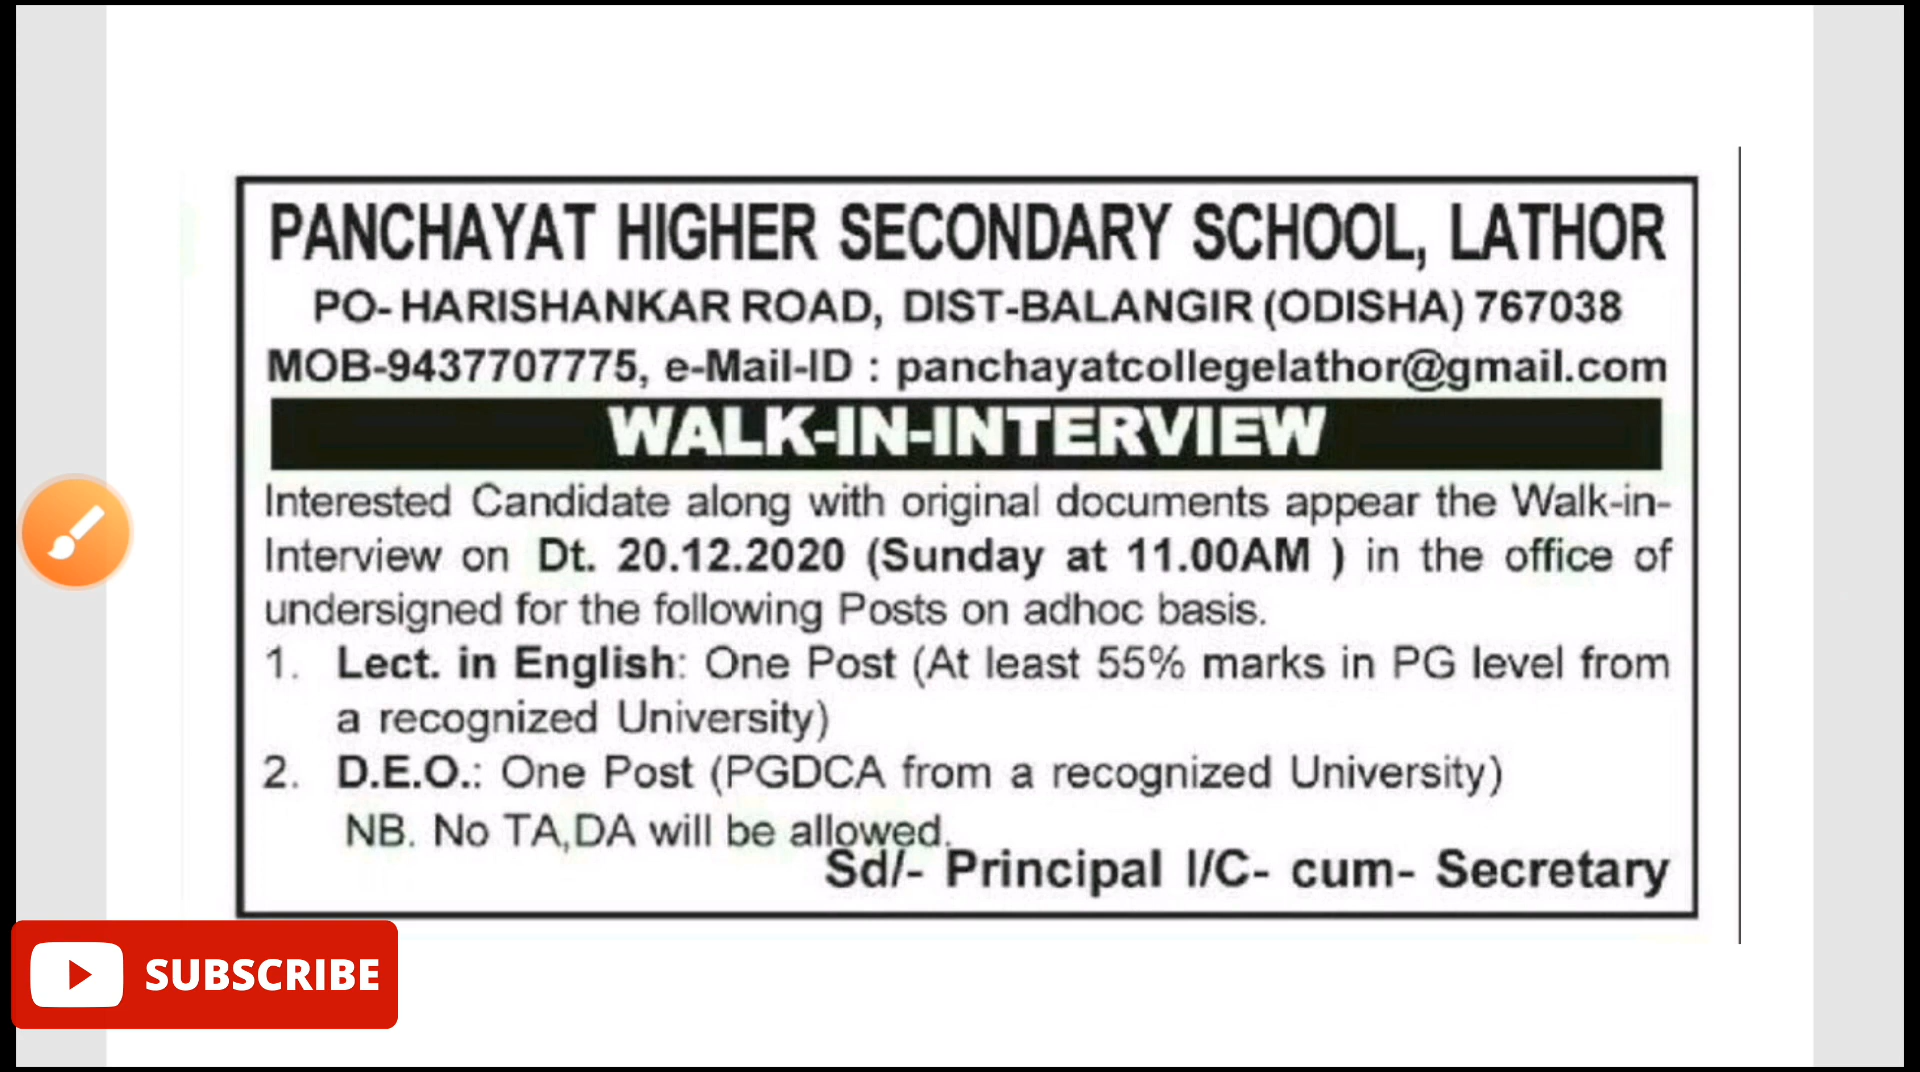 PANCHAYAT HIGHER SECONDARY SCHOOL, LATHOR
PO- HARISHANKAR ROAD, DIST-BALANGIR (ODISHA) 767038
MOB-9437707775, e-Mail-ID : panchayatcollegelathor@gmail.com
WALK-IN-INTERVIEW
Interested Candidate along with original documents appear the Walk-in-
Interview on Dt. 20.12.2020 (Sunday at 11.00AM ) in the office of
undersigned for the following Posts on adhoc basis.
1. Lect. in English: One Post (At least 55% marks in PG level from
a recognized University)
2. D.E.O.: One Post (PGDCA from a recognized University)
NB. No TA,DA will be allowed.
Sd/- Principal I/C- cum- Secretary
SUBSCRIBE